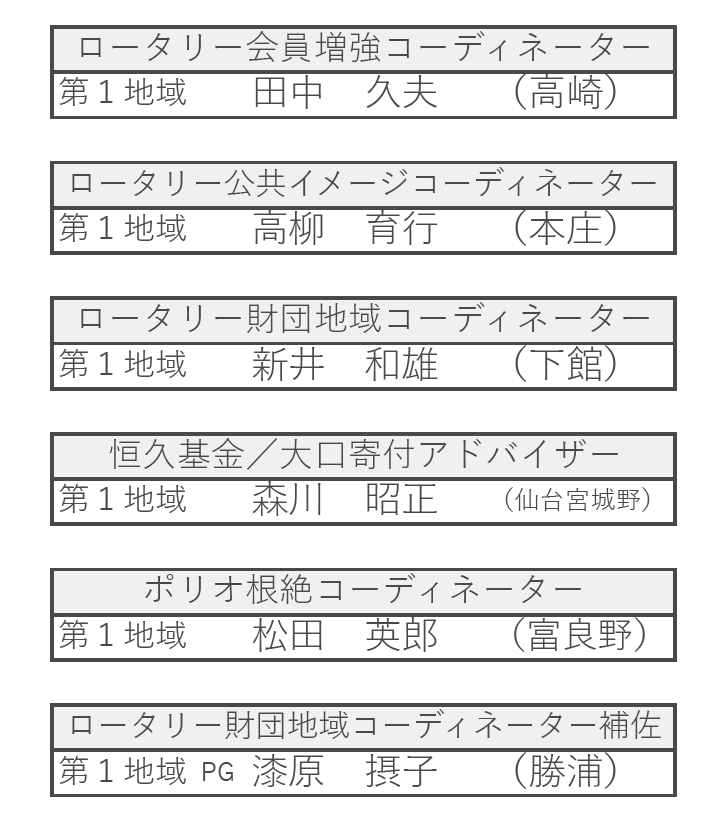 ロータリー会員増強コーディネーター
第1地域 田中 久夫 （高崎）
ロータリー公共イメージコーディネーター
第1地域 高柳 育行 （本庄）
ロータリー財団地域コーディネーター
第1地域 新井 和雄 （下館）
恒久基金／大口寄付アドバイザー
第1地域 森川 昭正 （仙台宮城野）
ポリオ根絶コーディネーター
第1地域 松田 英郎 （富良野）
ロータリー財団地域コーディネーター補佐
第1地域 PG 漆原 摂子 （勝浦）